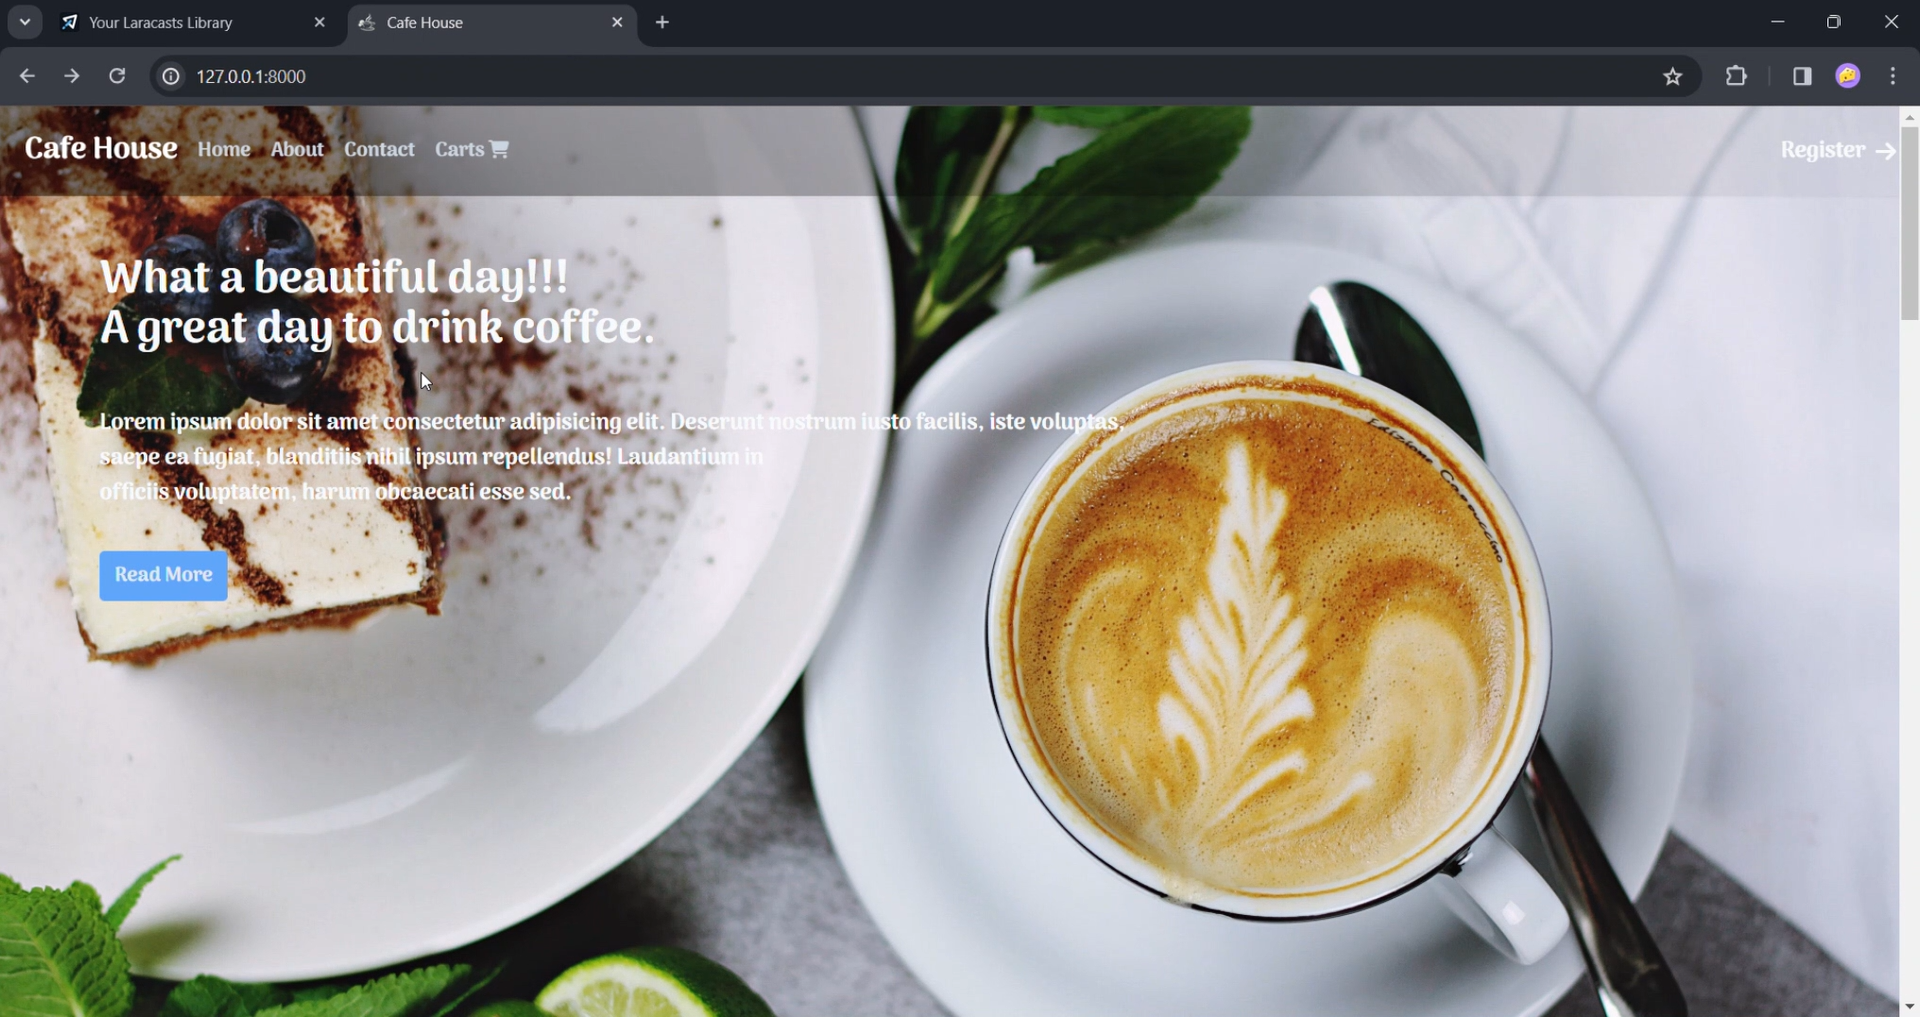 Your Laracasts Library
Cafe House
127.0.0.1:8000
Cafe House Home About Contact Carts Register
What a beautiful day!!!
A great day to drink coffee.
Lorem ipsum dolor sit amet consectetur adipisicing elit. Deserunt nostrum iusto facilis, iste voluptas,
saepe ea fugiat, blanditiis nihil ipsum repellendus! Laudantium in
officiis voluptatem, harum obcaecati esse sed.
Read More